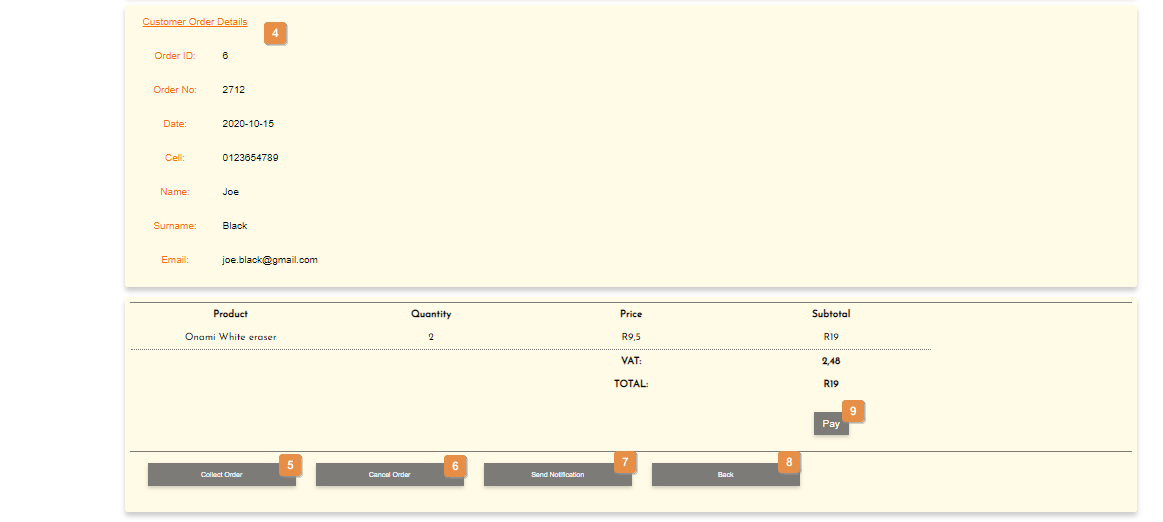 Customer Order Details
4
Order ID: 6
Order No: 2712
Date: 2020-10-15
Cell: 0123654789
Name: Joe
Surname: Black
Email: joe.black@gmail.com
Product Quantity Price Subtotal
Onami White eraser 2 R9,5 R19
VAT: 2,48
TOTAL: R19
9
Pay
5 6 7 8
Collect Order Cancel Order Send Notification Back